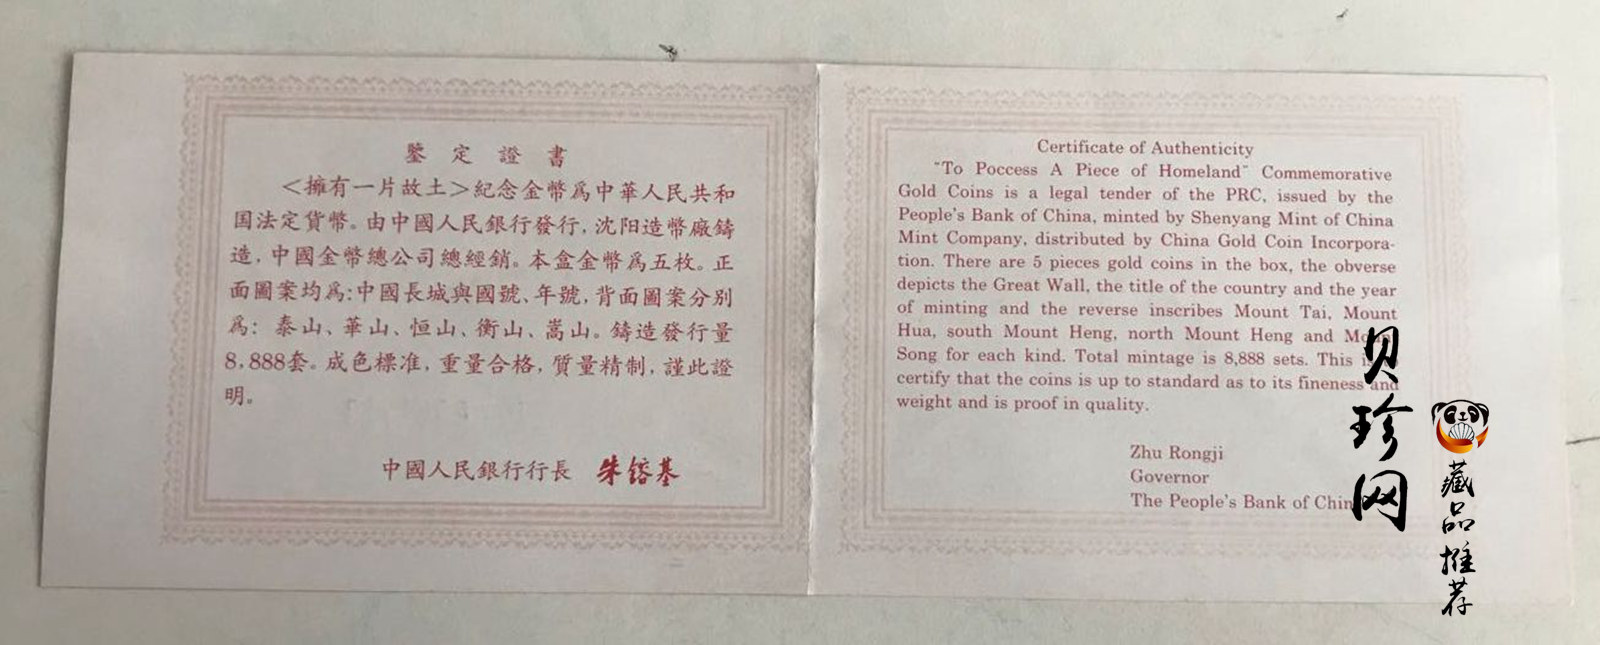 鑒定證書
<擁有一片故土>紀念金幣爲中華人民共和
国法定貨幣。由中國人民銀行發行,沈阳造幣廠鑄
造,中國金幣總公司總經銷。本盒金幣爲五枚。正
面圖案均爲:中國長城與國號、年號,背面圖案分别
爲:泰山、華山、恒山、衡山、嵩山。鑄造發行量
8,888套。成色標准,重量合格,質量精制,謹此證
明。
中國人民銀行行長 朱鎔基
Certificate of Authenticity
"To Poccess A Piece of Homeland" Commemorative
Gold Coins is a legal tender of the PRC, issued by the
People's Bank of China, minted by Shenyang Mint of China
Mint Company, distributed by China Gold Coin Incorpora-
tion. There are 5 pieces gold coins in the box, the obverse
depicts the Great Wall, the title of the country and the year
of minting and the reverse inscribes Mount Tai, Mount
Hua, south Mount Heng, north Mount Heng and
Song for each kind. Total mintage is 8,888 sets. This
certify that the coins is up to standard as to its fineness and
weight and is proof in quality.
Zhu Rongji
Governor
The People's Bank of China
贝珍网
藏品推荐